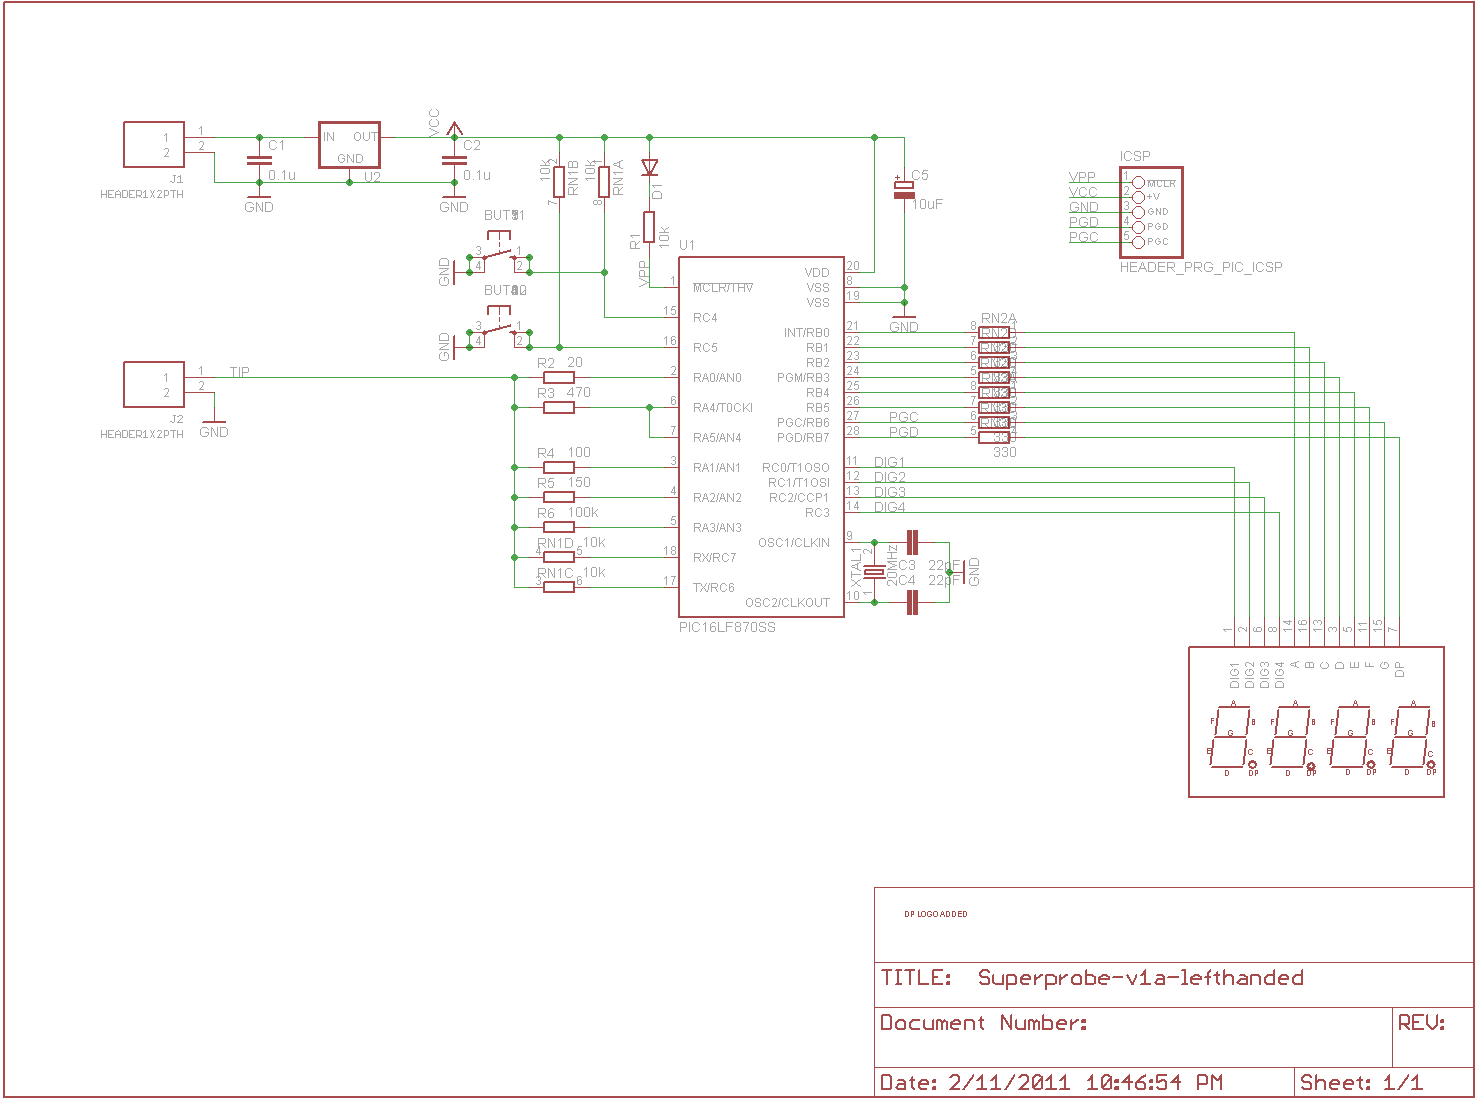 VCC
1
2
1
2
J1
HEADER1X2PTH
C1
0.1u
IN OUT
GND
U2
C2
0.1u
GND
GND
10k
2
RN1B
7
10k
1
RN1A
8
D1
R1
10k
VPP
C5
+
10uF
ICSP
VPP 1 MCLR
VCC 2 +V
GND 3 GND
PGD 4 PGD
PGC 5 PGC
HEADER_PRG_PIC_ICSP
GND
3 1
4 2
GND
3 1
4 2
1
2
1
2
TIP
J2
HEADER1X2PTH
GND
R2 20
R3 470
R4 100
R5 150
R6 100k
RN1D 10k
4 5
RN1C 10k
3 6
U1
1 MCLR/THV
15 RC4
16 RC5
2 RA0/AN0
6 RA4/T0CKI
7 RA5/AN4
3 RA1/AN1
4 RA2/AN2
5 RA3/AN3
18 RX/RC7
17 TX/RC6
VDD 20
VSS 8
VSS 19
GND
INT/RB0 21
RB1 22
RB2 23
PGM/RB3 24
RB4 25
RB5 26
PGC/RB6 27 PGC
PGD/RB7 28 PGD
RC0/T1OSO 11 DIG1
RC1/T1OSI 12 DIG2
RC2/CCP1 13 DIG3
RC3 14 DIG4
OSC1/CLKIN 9
OSC2/CLKOUT 10
PIC16LF870SS
RN2A
8
7
6
5
8
7
6
5
330
XTAL1
2
1
20MHz
C3 22pF
C4 22pF
GND
1 2 6 8 14 16 13 3 5 11 15 7
DIG1 DIG2 DIG3 DIG4 A B C D E F G DP
A F B G E C D DP
A F B G E C D DP
A F B G E C D DP
A F B G E C D DP
DP LOGO ADDED
TITLE: Superprobe-v1a-lefthanded
Document Number:
REV:
Date: 2/11/2011 10:46:54 PM
Sheet: 1/1